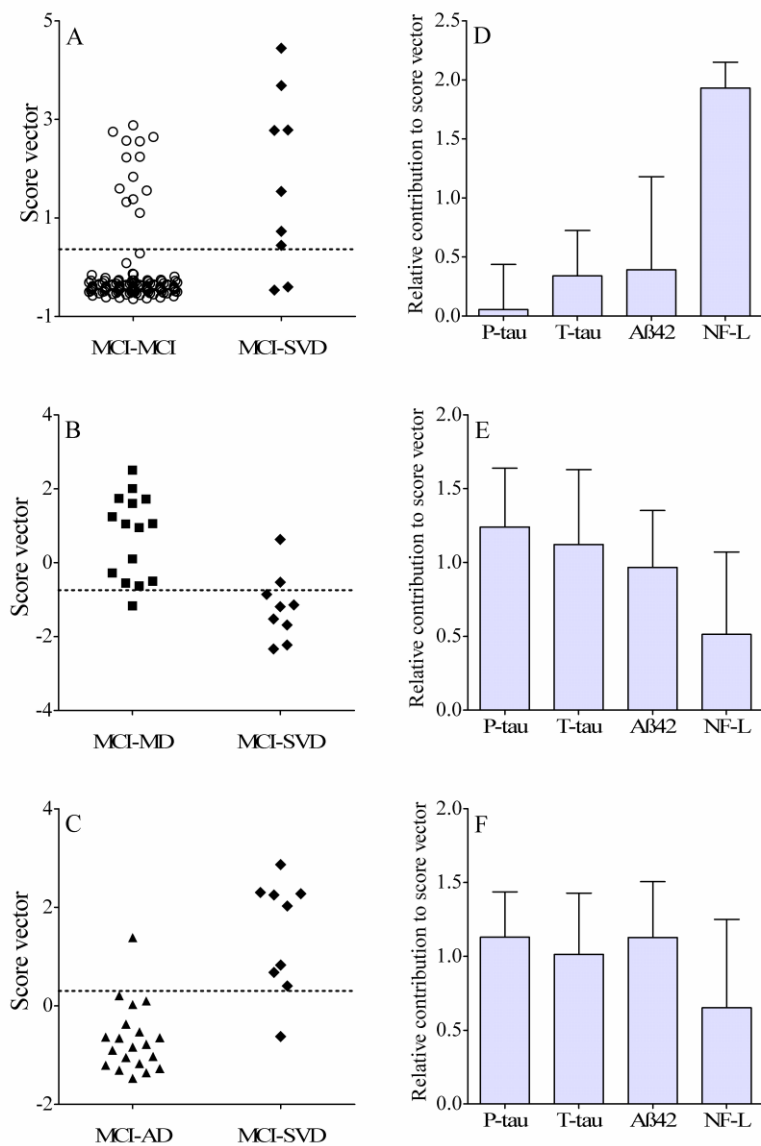 A
Score vector
5
3
1
-1
MCI-MCI MCI-SVD
D
Relative contribution to score vector
2.5
2.0
1.5
1.0
0.5
0.0
P-tau T-tau Aß42 NF-L
B
Score vector
4
2
0
-2
-4
MCI-MD MCI-SVD
E
Relative contribution to score vector
2.0
1.5
1.0
0.5
0.0
P-tau T-tau Aß42 NF-L
C
Score vector
4
2
0
-2
MCI-AD MCI-SVD
F
Relative contribution to score vector
2.0
1.5
1.0
0.5
0.0
P-tau T-tau Aß42 NF-L